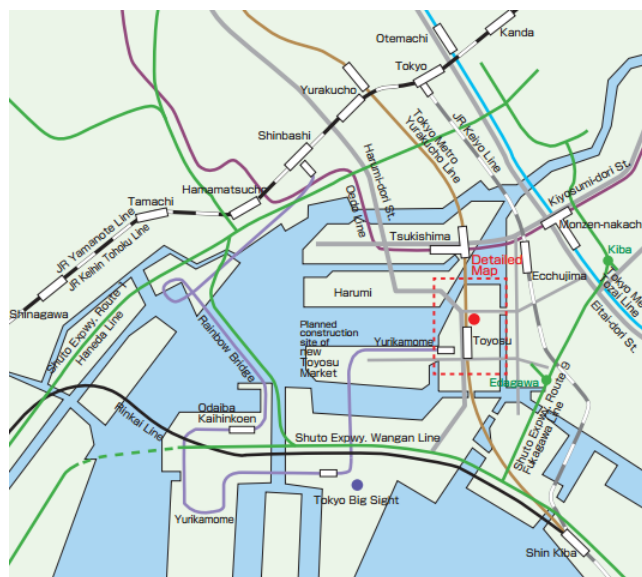 Kanda
Otemachi
Tokyo
Yurakucho
Shinbashi
Hamamatsucho
Tamachi
JR Yamanote Line
JR Keihin Tohoku Line
Shinagawa
Tokyo Metro
Yurakucho Line
JR Keiyo Line
Harumi-dori St.
Oedo Kine
Kiyosumi-dori St.
Monzen-nakach
Tsukishima
Detailed
Map
Kiba
Ecchujima
Tokyo Me
Tozai Line
Eitai-dori St.
Harumi
Shuto Expwy. Route 1
Haneda Line
Rainbow Bridge
Planned
construction
site of
new
Toyosu
Market
Yurikamome
Toyosu
Edagawa
Shuto Expwy. Route 9
Fukagawa Line
Rinkai Line
Odaiba
Kaihinkoen
Shuto Expwy. Wangan Line
Tokyo Big Sight
Yurikamome
Shin Kiba